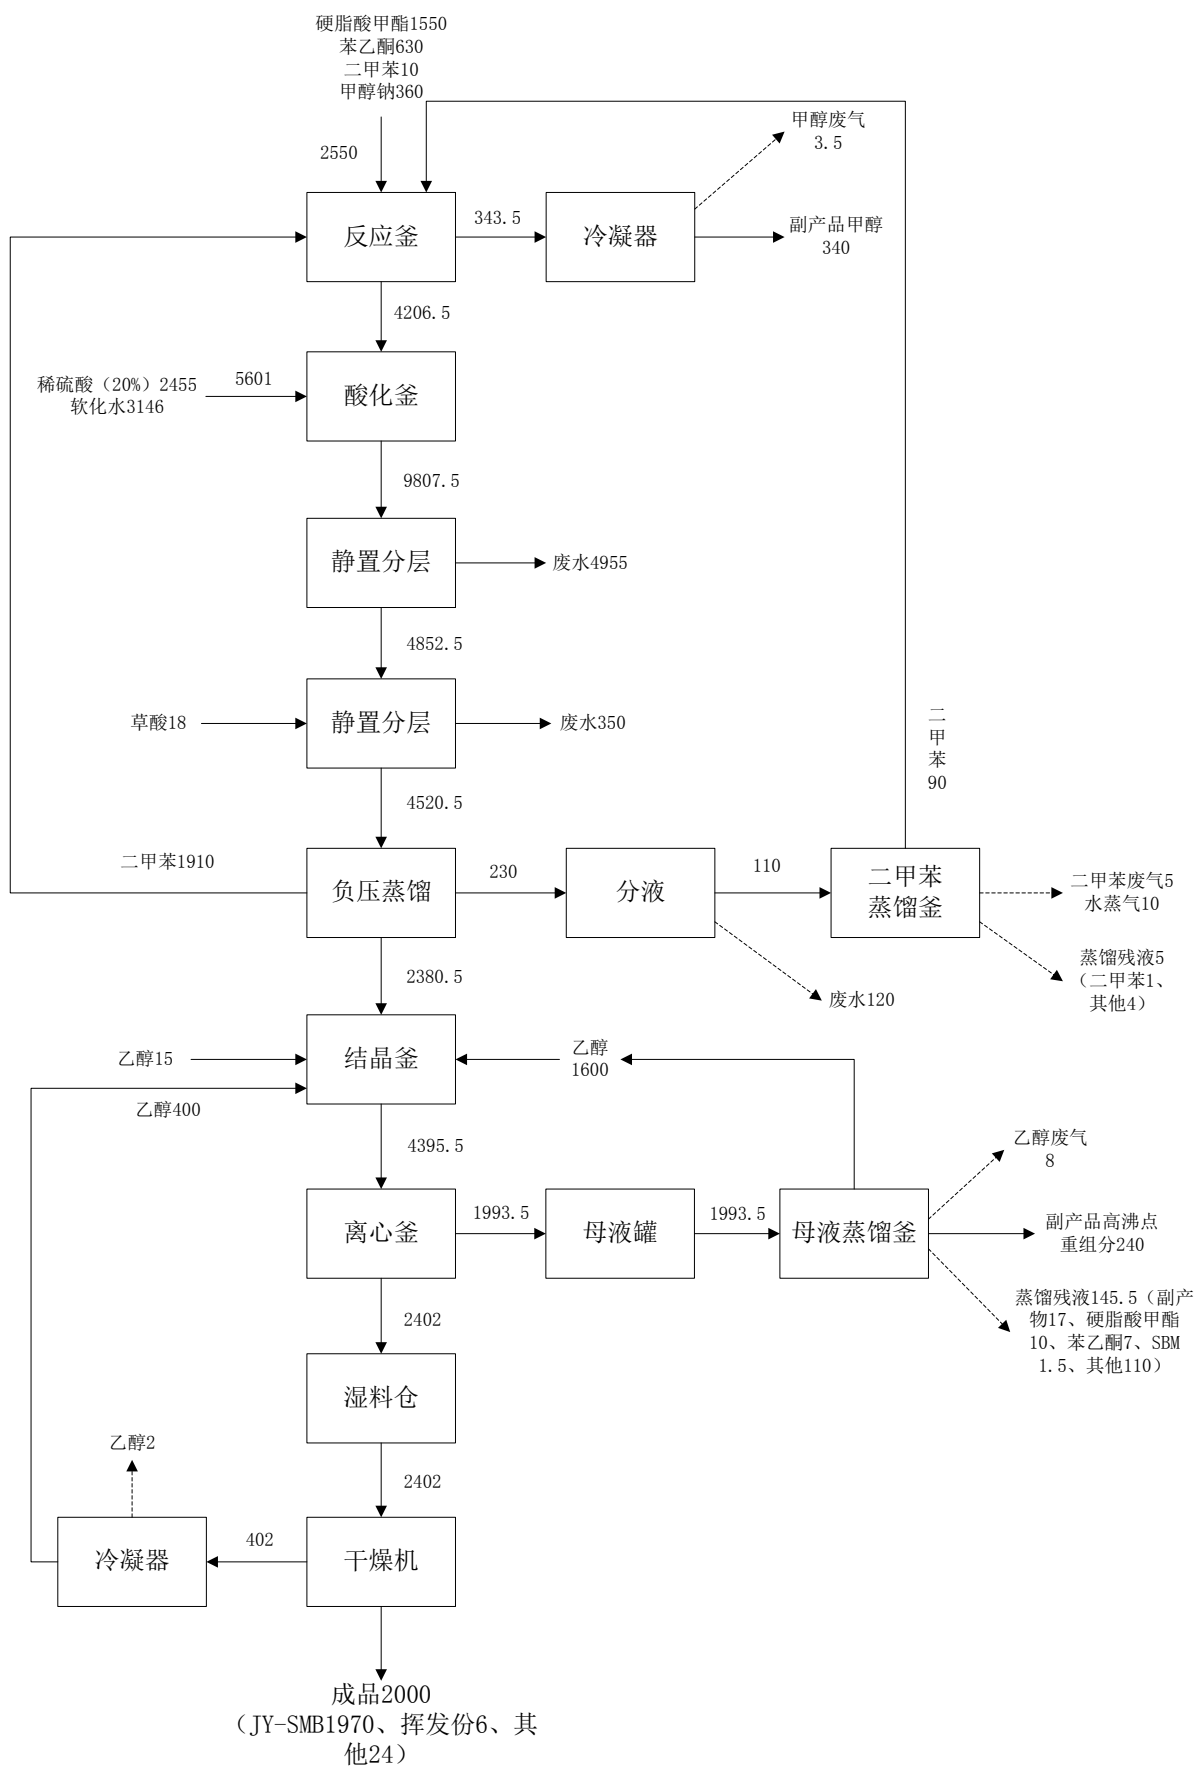 硬脂酸甲酯1550
苯乙酮630
二甲苯10
甲醇钠360
2550
甲醇废气
3.5
反应釜
343.5
冷凝器
副产品甲醇
340
4206.5
稀硫酸（20%）2455
软化水3146
5601
酸化釜
9807.5
静置分层
废水4955
4852.5
草酸18
静置分层
废水350
二
甲
苯
90
4520.5
二甲苯1910
负压蒸馏
230
分液
110
二甲苯
蒸馏釜
二甲苯废气5
水蒸气10
蒸馏残液5
（二甲苯1、
其他4）
废水120
2380.5
乙醇15
结晶釜
乙醇
1600
乙醇400
4395.5
乙醇废气
8
离心釜
1993.5
母液罐
1993.5
母液蒸馏釜
副产品高沸点
重组分240
蒸馏残液145.5（副产
物17、硬脂酸甲酯
10、苯乙酮7、SBM
1.5、其他110）
2402
湿料仓
2402
乙醇2
冷凝器
402
干燥机
成品2000
（JY-SMB1970、挥发份6、其
他24）